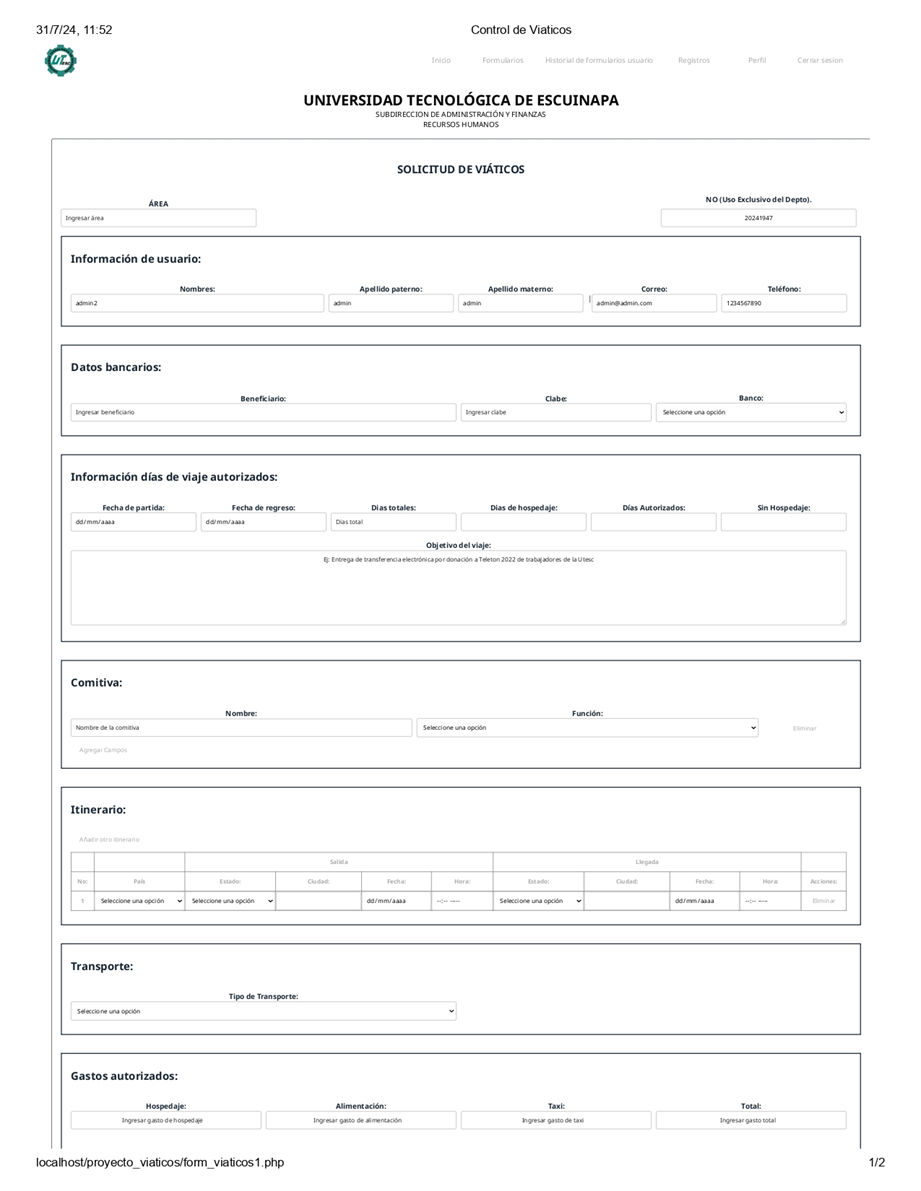 31/7/24, 11:52 Control de Viaticos
Inicio Formularios Historial de formularios usuario Registros Perfil Cerrar sesion
UNIVERSIDAD TECNOLÓGICA DE ESCUINAPA
SUBDIRECCION DE ADMINISTRACIÓN Y FINANZAS
RECURSOS HUMANOS
SOLICITUD DE VIÁTICOS
ÁREA NO (Uso Exclusivo del Depto).
Ingresar área 20241947
Información de usuario:
Nombres: Apellido paterno: Apellido materno: Correo: Teléfono:
admin2 admin admin admin@admin.com 1234567890
Datos bancarios:
Beneficiario: Clabe: Banco:
Ingresar beneficiario Ingresar clabe Seleccione una opción
Información días de viaje autorizados:
Fecha de partida: Fecha de regreso: Dias totales: Dias de hospedaje: Días Autorizados: Sin Hospedaje:
dd/mm/aaaa dd/mm/aaaa Dias total
Objetivo del viaje:
Ej: Entrega de transferencia electrónica por donación a Teleton 2022 de trabajadores de la Utesc
Comitiva:
Nombre: Función:
Nombre de la comitiva Seleccione una opción Eliminar
Agregar Campos
Itinerario:
Añadir otro itinerario
Salida Llegada
No: País Estado: Ciudad: Fecha: Hora: Estado: Ciudad: Fecha: Hora: Acciones:
1 Seleccione una opción Seleccione una opción dd/mm/aaaa --:-- ---- Seleccione una opción dd/mm/aaaa --:-- ---- Eliminar
Transporte:
Tipo de Transporte:
Seleccione una opción
Gastos autorizados:
Hospedaje: Alimentación: Taxi: Total:
Ingresar gasto de hospedaje Ingresar gasto de alimentación Ingresar gasto de taxi Ingresar gasto total
localhost/proyecto_viaticos/form_viaticos1.php 1/2